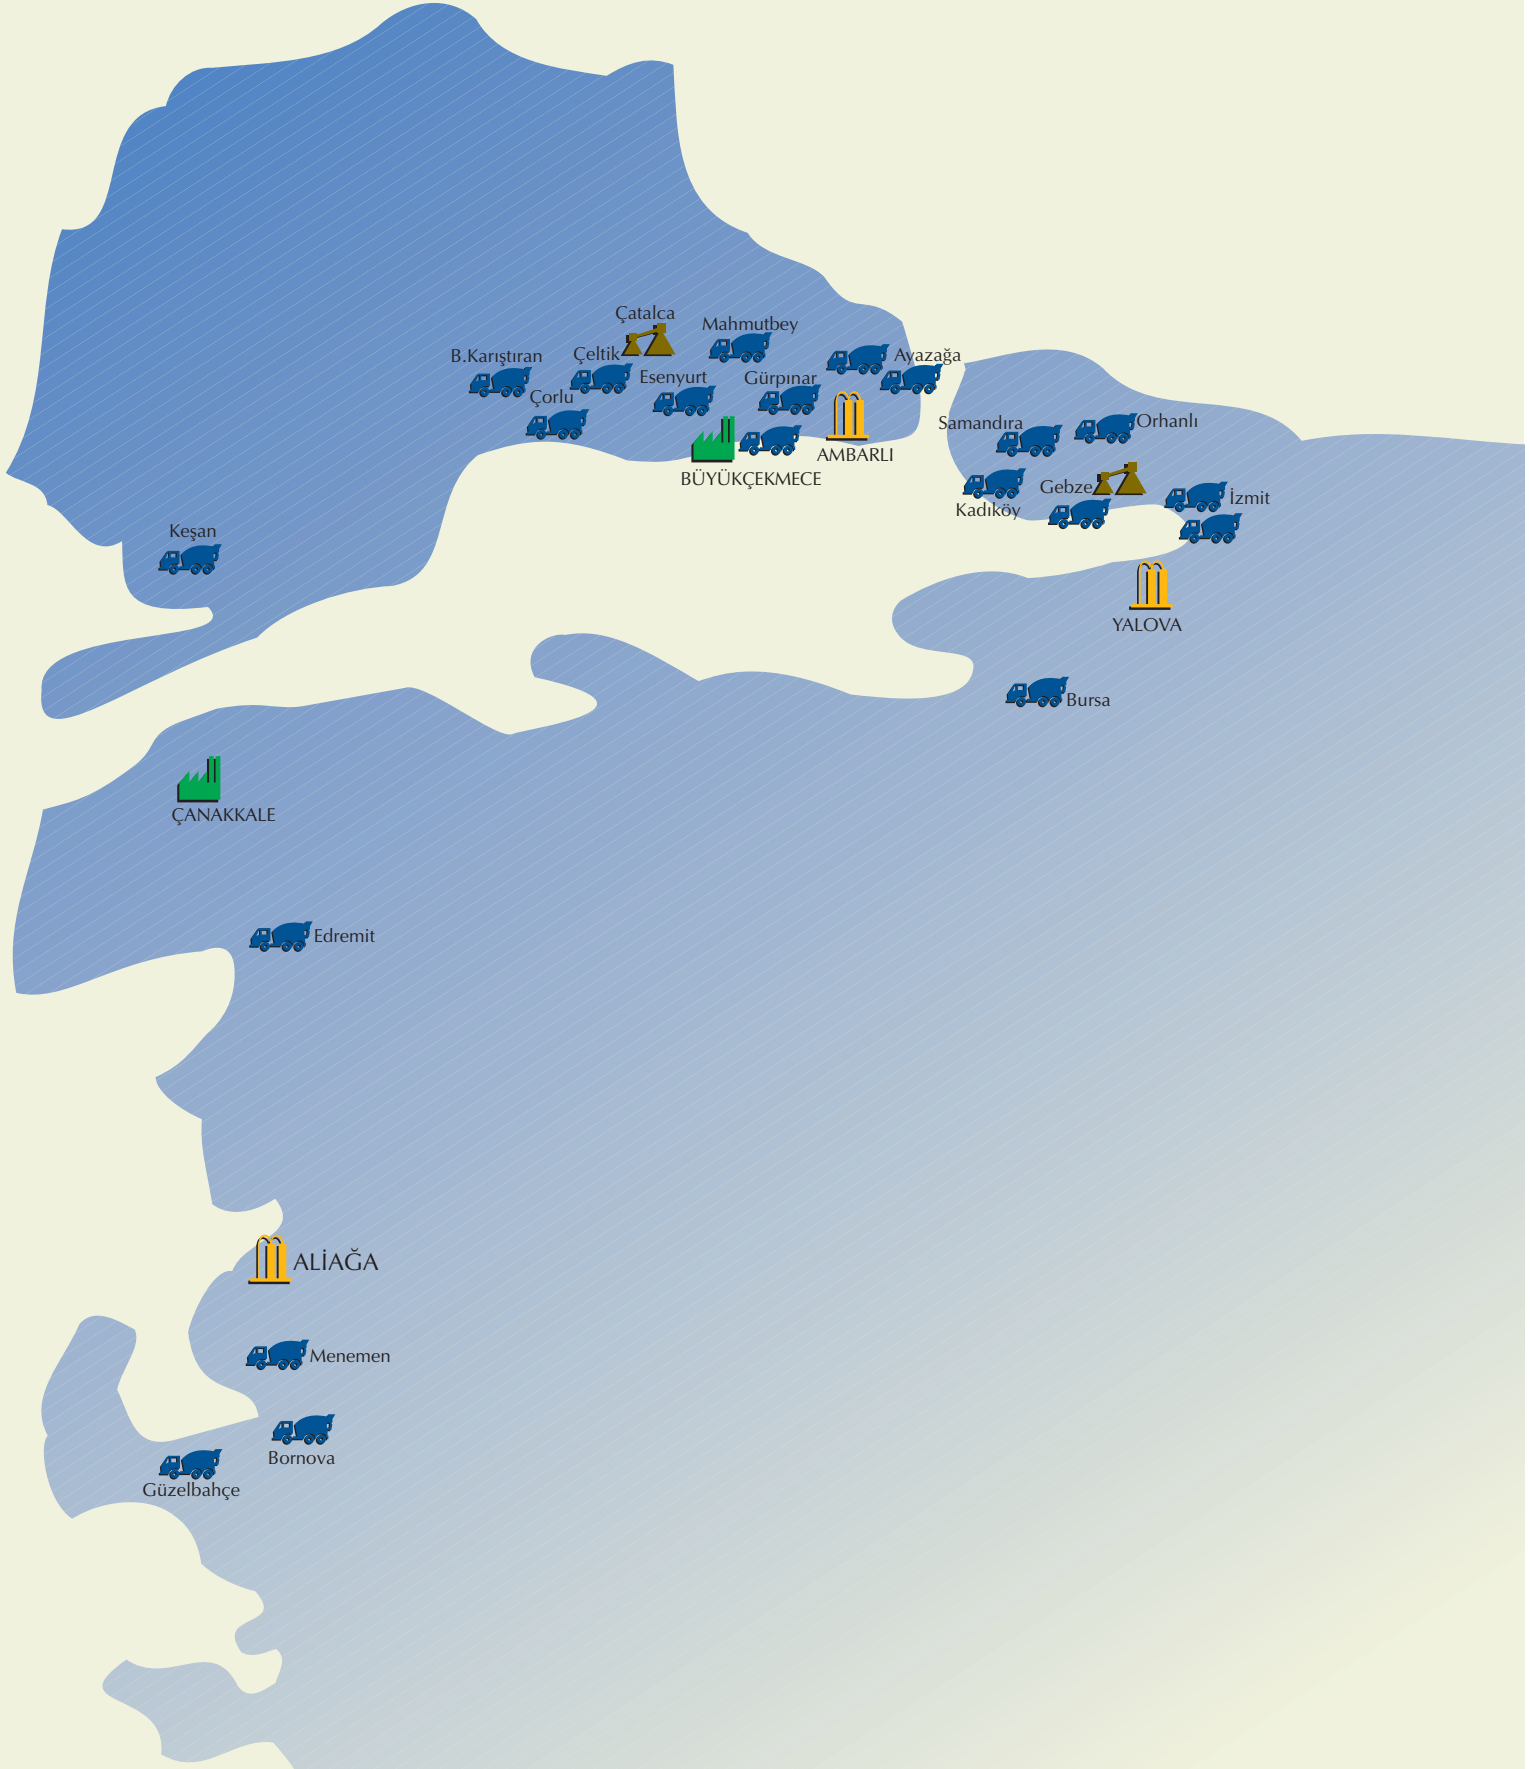 Çatalca
Mahmutbey
B.Karıştıran
Çeltik
Ayazağa
Esenyurt
Gürpınar
Çorlu
Samandıra
Orhanlı
AMBARLI
BÜYÜKÇEKMECE
Gebze
İzmit
Kadıköy
Keşan
YALOVA
Bursa
ÇANAKKALE
Edremit
ALİAĞA
Menemen
Bornova
Güzelbahçe